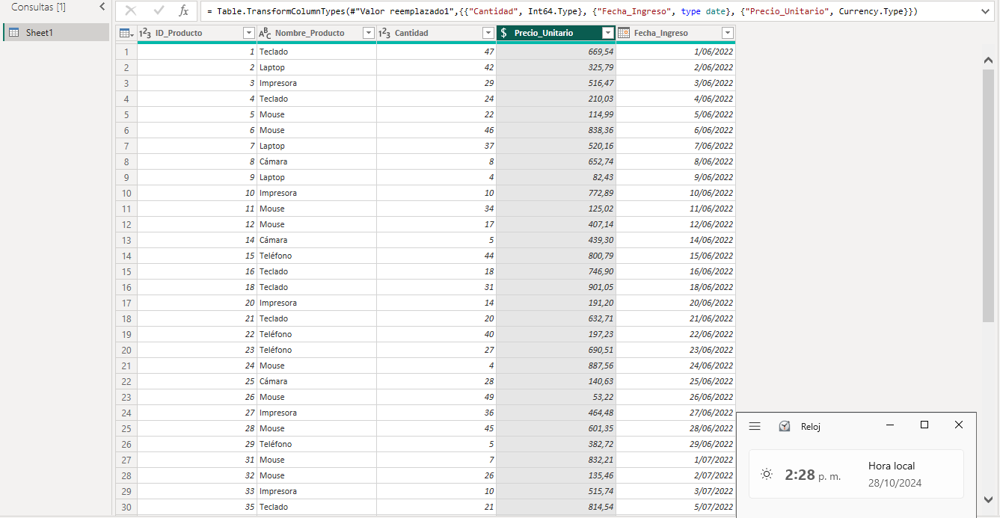 Consultas [1]
fx = Table.TransformColumnTypes(#"Valor reemplazado1",{{"Cantidad", Int64.Type}, {"Fecha_Ingreso", type date}, {"Precio_Unitario", Currency.Type}})
Sheet1
1²3 ID_Producto ABC Nombre_Producto 1²3 Cantidad $ Precio_Unitario Fecha_Ingreso
1 1 Teclado 47 669,54 1/06/2022
2 2 Laptop 42 325,79 2/06/2022
3 3 Impresora 29 516,47 3/06/2022
4 4 Teclado 24 210,03 4/06/2022
5 5 Mouse 22 114,99 5/06/2022
6 6 Mouse 46 838,36 6/06/2022
7 7 Laptop 37 520,16 7/06/2022
8 8 Cámara 8 652,74 8/06/2022
9 9 Laptop 4 82,43 9/06/2022
10 10 Impresora 10 772,89 10/06/2022
11 11 Mouse 34 125,02 11/06/2022
12 12 Mouse 17 407,14 12/06/2022
13 14 Cámara 5 439,30 14/06/2022
14 15 Teléfono 44 800,79 15/06/2022
15 16 Teclado 18 746,90 16/06/2022
16 18 Teclado 31 901,05 18/06/2022
17 20 Impresora 14 191,20 20/06/2022
18 21 Teclado 20 632,71 21/06/2022
19 22 Teléfono 40 197,23 22/06/2022
20 23 Teléfono 27 690,51 23/06/2022
21 24 Mouse 4 887,56 24/06/2022
22 25 Cámara 28 140,63 25/06/2022
23 26 Mouse 49 53,22 26/06/2022
24 27 Impresora 36 464,48 27/06/2022
25 28 Mouse 45 601,35 28/06/2022
26 29 Teléfono 5 382,72 29/06/2022
27 31 Mouse 7 832,21 1/07/2022
28 32 Mouse 26 135,46 2/07/2022
29 33 Impresora 10 515,74 3/07/2022
30 35 Teclado 21 814,54 5/07/2022
Reloj
2:28 p. m.
Hora local
28/10/2024